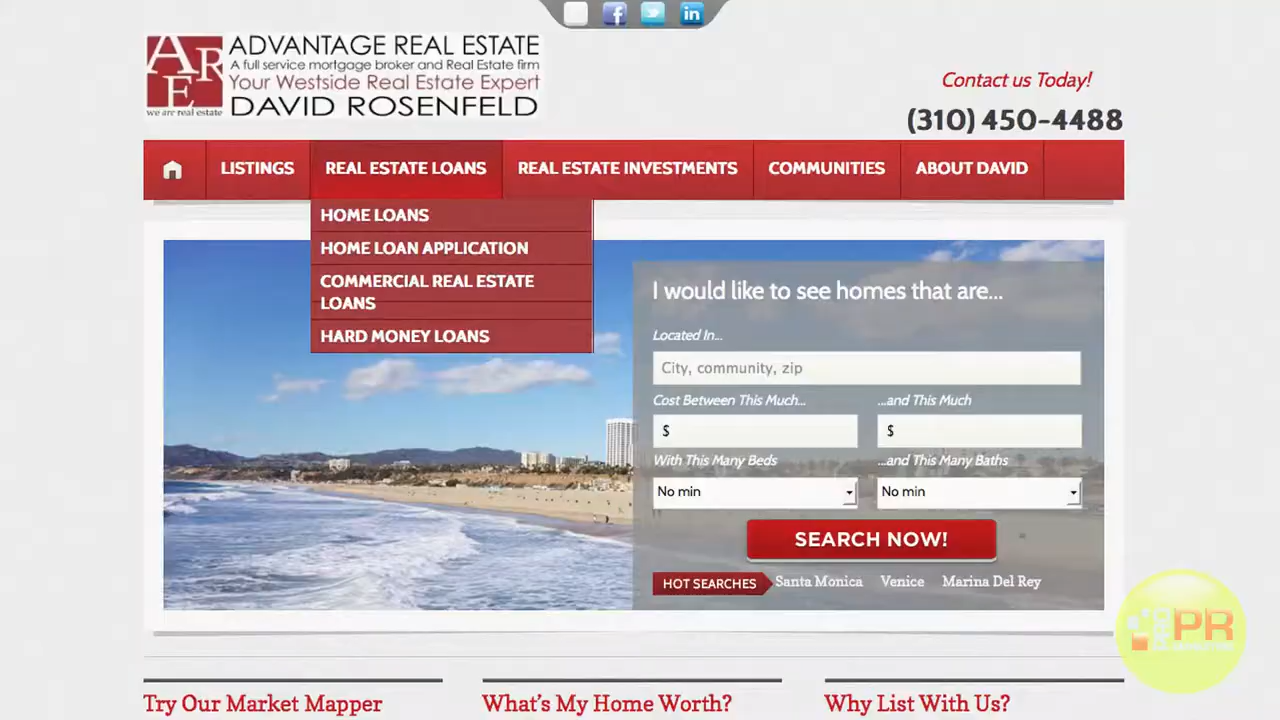 ARE
we are real estate
ADVANTAGE REAL ESTATE
A full service mortgage broker and Real Estate firm
Your Westside Real Estate Expert
DAVID ROSENFELD
Contact us Today!
(310) 450-4488
LISTINGS
REAL ESTATE LOANS
REAL ESTATE INVESTMENTS
COMMUNITIES
ABOUT DAVID
HOME LOANS
HOME LOAN APPLICATION
COMMERCIAL REAL ESTATE
LOANS
HARD MONEY LOANS
I would like to see homes that are...
Located In...
City, community, zip
Cost Between This Much...
...and This Much
$
$
With This Many Beds
...and This Many Baths
No min
No min
SEARCH NOW!
HOT SEARCHES
Santa Monica
Venice
Marina Del Rey
PR
Try Our Market Mapper
What's My Home Worth?
Why List With Us?